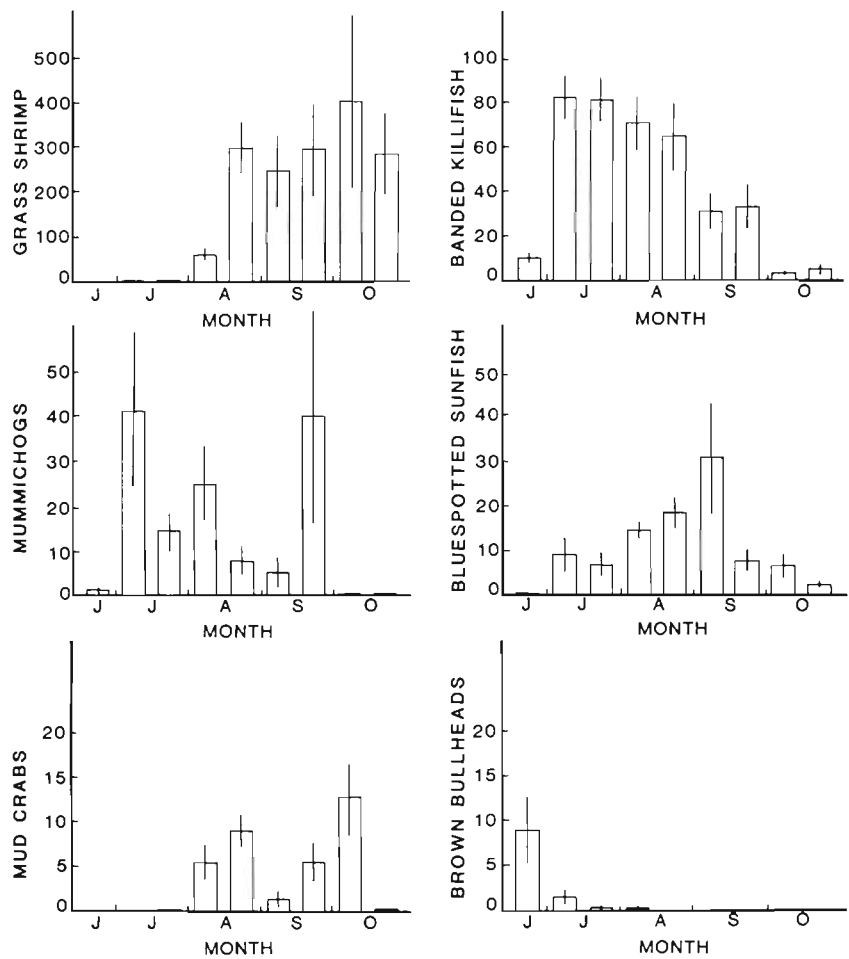 GRASS SHRIMP
500
400
300
200
100
0
J J A S O
MONTH
BANDED KILLIFISH
100
80
60
40
20
0
J J A S O
MONTH
MUMMICHOGS
50
40
30
20
10
0
J J A S O
MONTH
BLUESPOTTED SUNFISH
50
40
30
20
10
0
J J A S O
MONTH
MUD CRABS
20
15
10
5
0
J J A S O
MONTH
BROWN BULLHEADS
20
15
10
5
0
J J A S O
MONTH